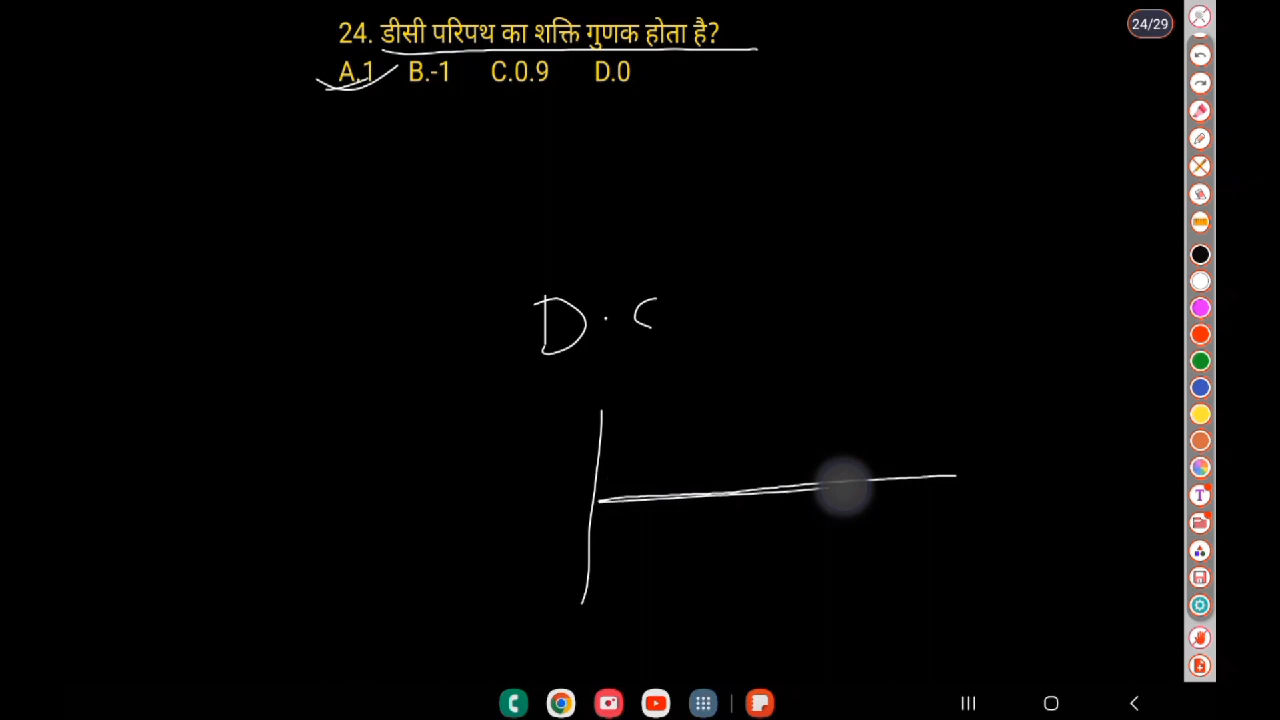 24/29
24. डीसी परिपथ का शक्ति गुणक होता है?
A.1 B.-1 C.0.9 D.0
D.C
T